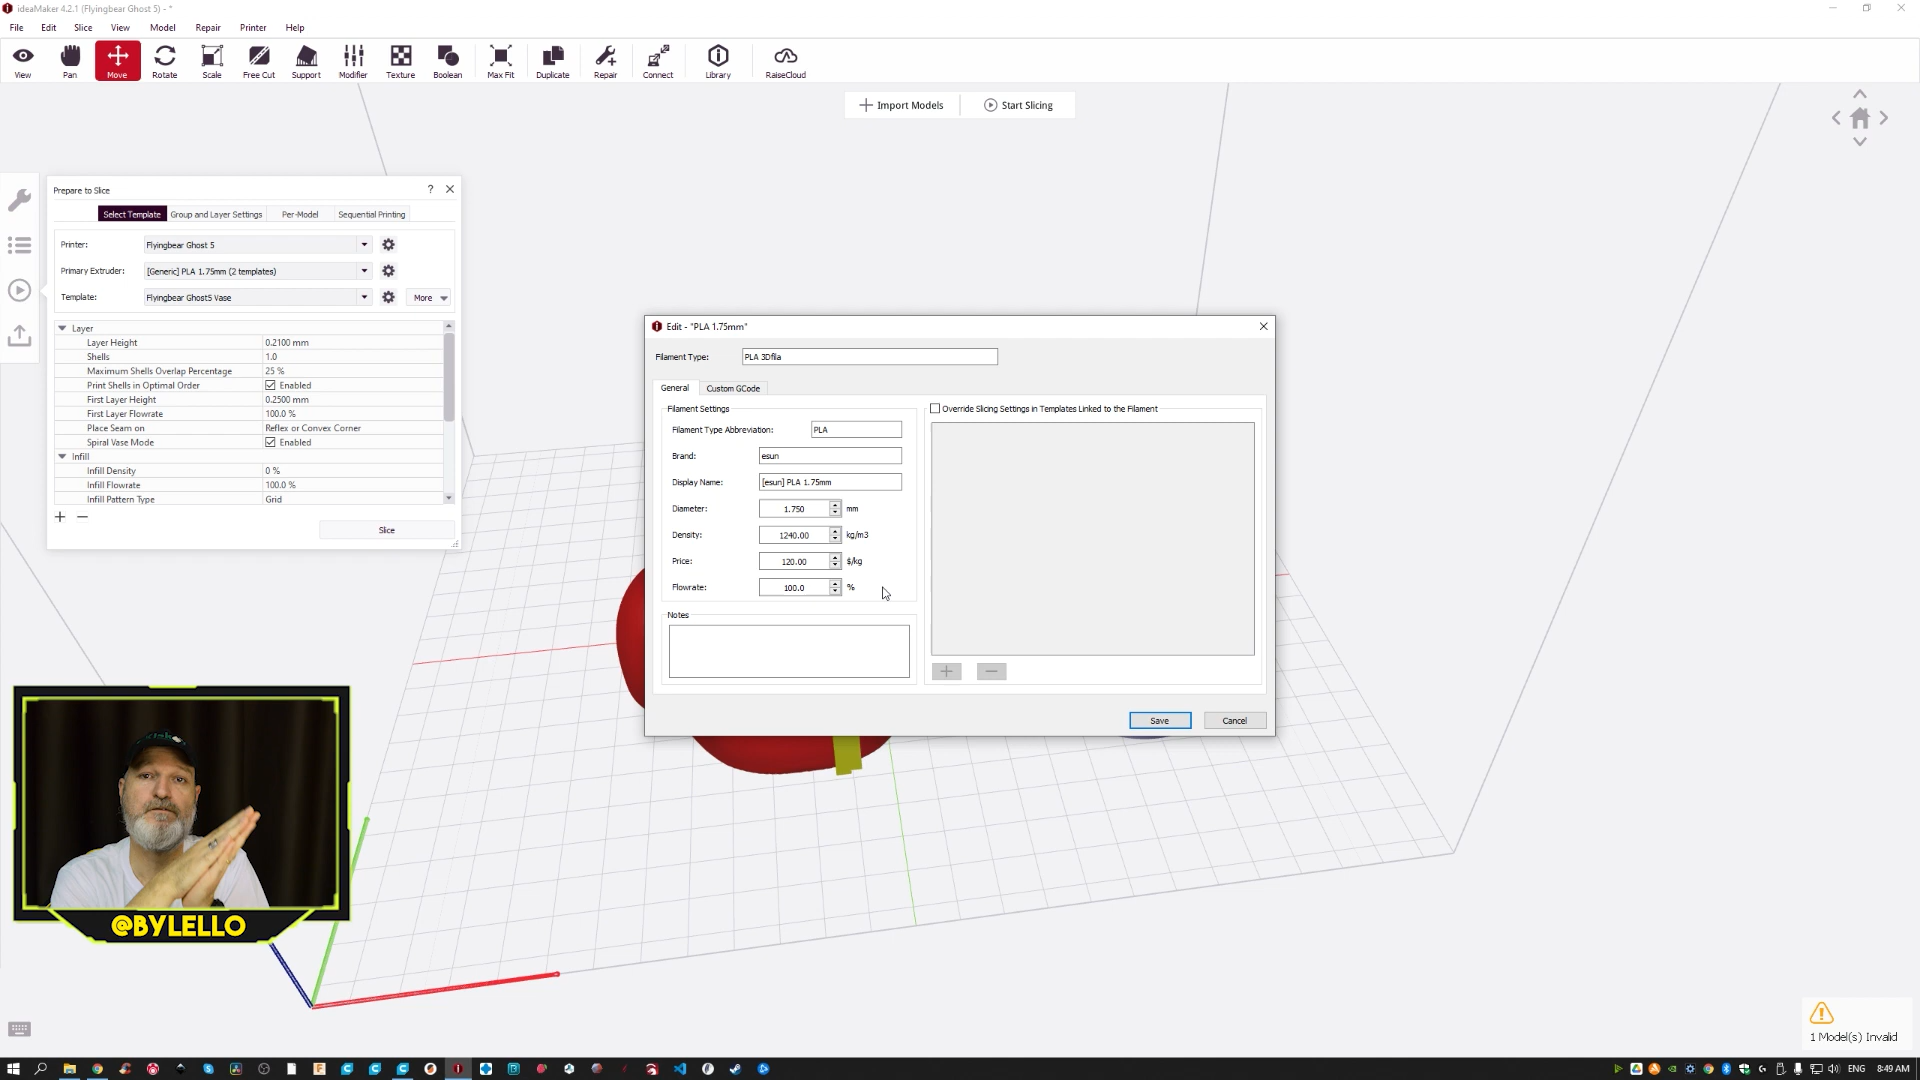 ideaMaker 4.2.1 (Flyingbear Ghost 5) - *
File Edit Slice View Model Repair Printer Help
View Pan Move Rotate Scale Free Cut Support Modifier Texture Boolean Max Fit Duplicate Repair Connect Library RaiseCloud
Import Models Start Slicing
Prepare to Slice ?
Select Template Group and Layer Settings Per-Model Sequential Printing
Printer: Flyingbear Ghost 5
Primary Extruder: [Generic] PLA 1.75mm (2 templates)
Template: Flyingbear Ghost5 Vase More
Layer
Layer Height 0.2100 mm
Shells 1.0
Maximum Shells Overlap Percentage 25 %
Print Shells in Optimal Order Enabled
First Layer Height 0.2500 mm
First Layer Flowrate 100.0 %
Place Seam on Reflex or Convex Corner
Spiral Vase Mode Enabled
Infill
Infill Density 0 %
Infill Flowrate 100.0 %
Infill Pattern Type Grid
Slice
Edit - "PLA 1.75mm"
Filament Type: PLA 3Dfila
General Custom GCode
Filament Settings
Filament Type Abbreviation: PLA
Brand: esun
Display Name: [esun] PLA 1.75mm
Diameter: 1.750 mm
Density: 1240.00 kg/m3
Price: 120.00 $/kg
Flowrate: 100.0 %
Notes
Override Slicing Settings in Templates Linked to the Filament
Save Cancel
@BYLELLO
1 Model(s) Invalid
ENG 8:49 AM